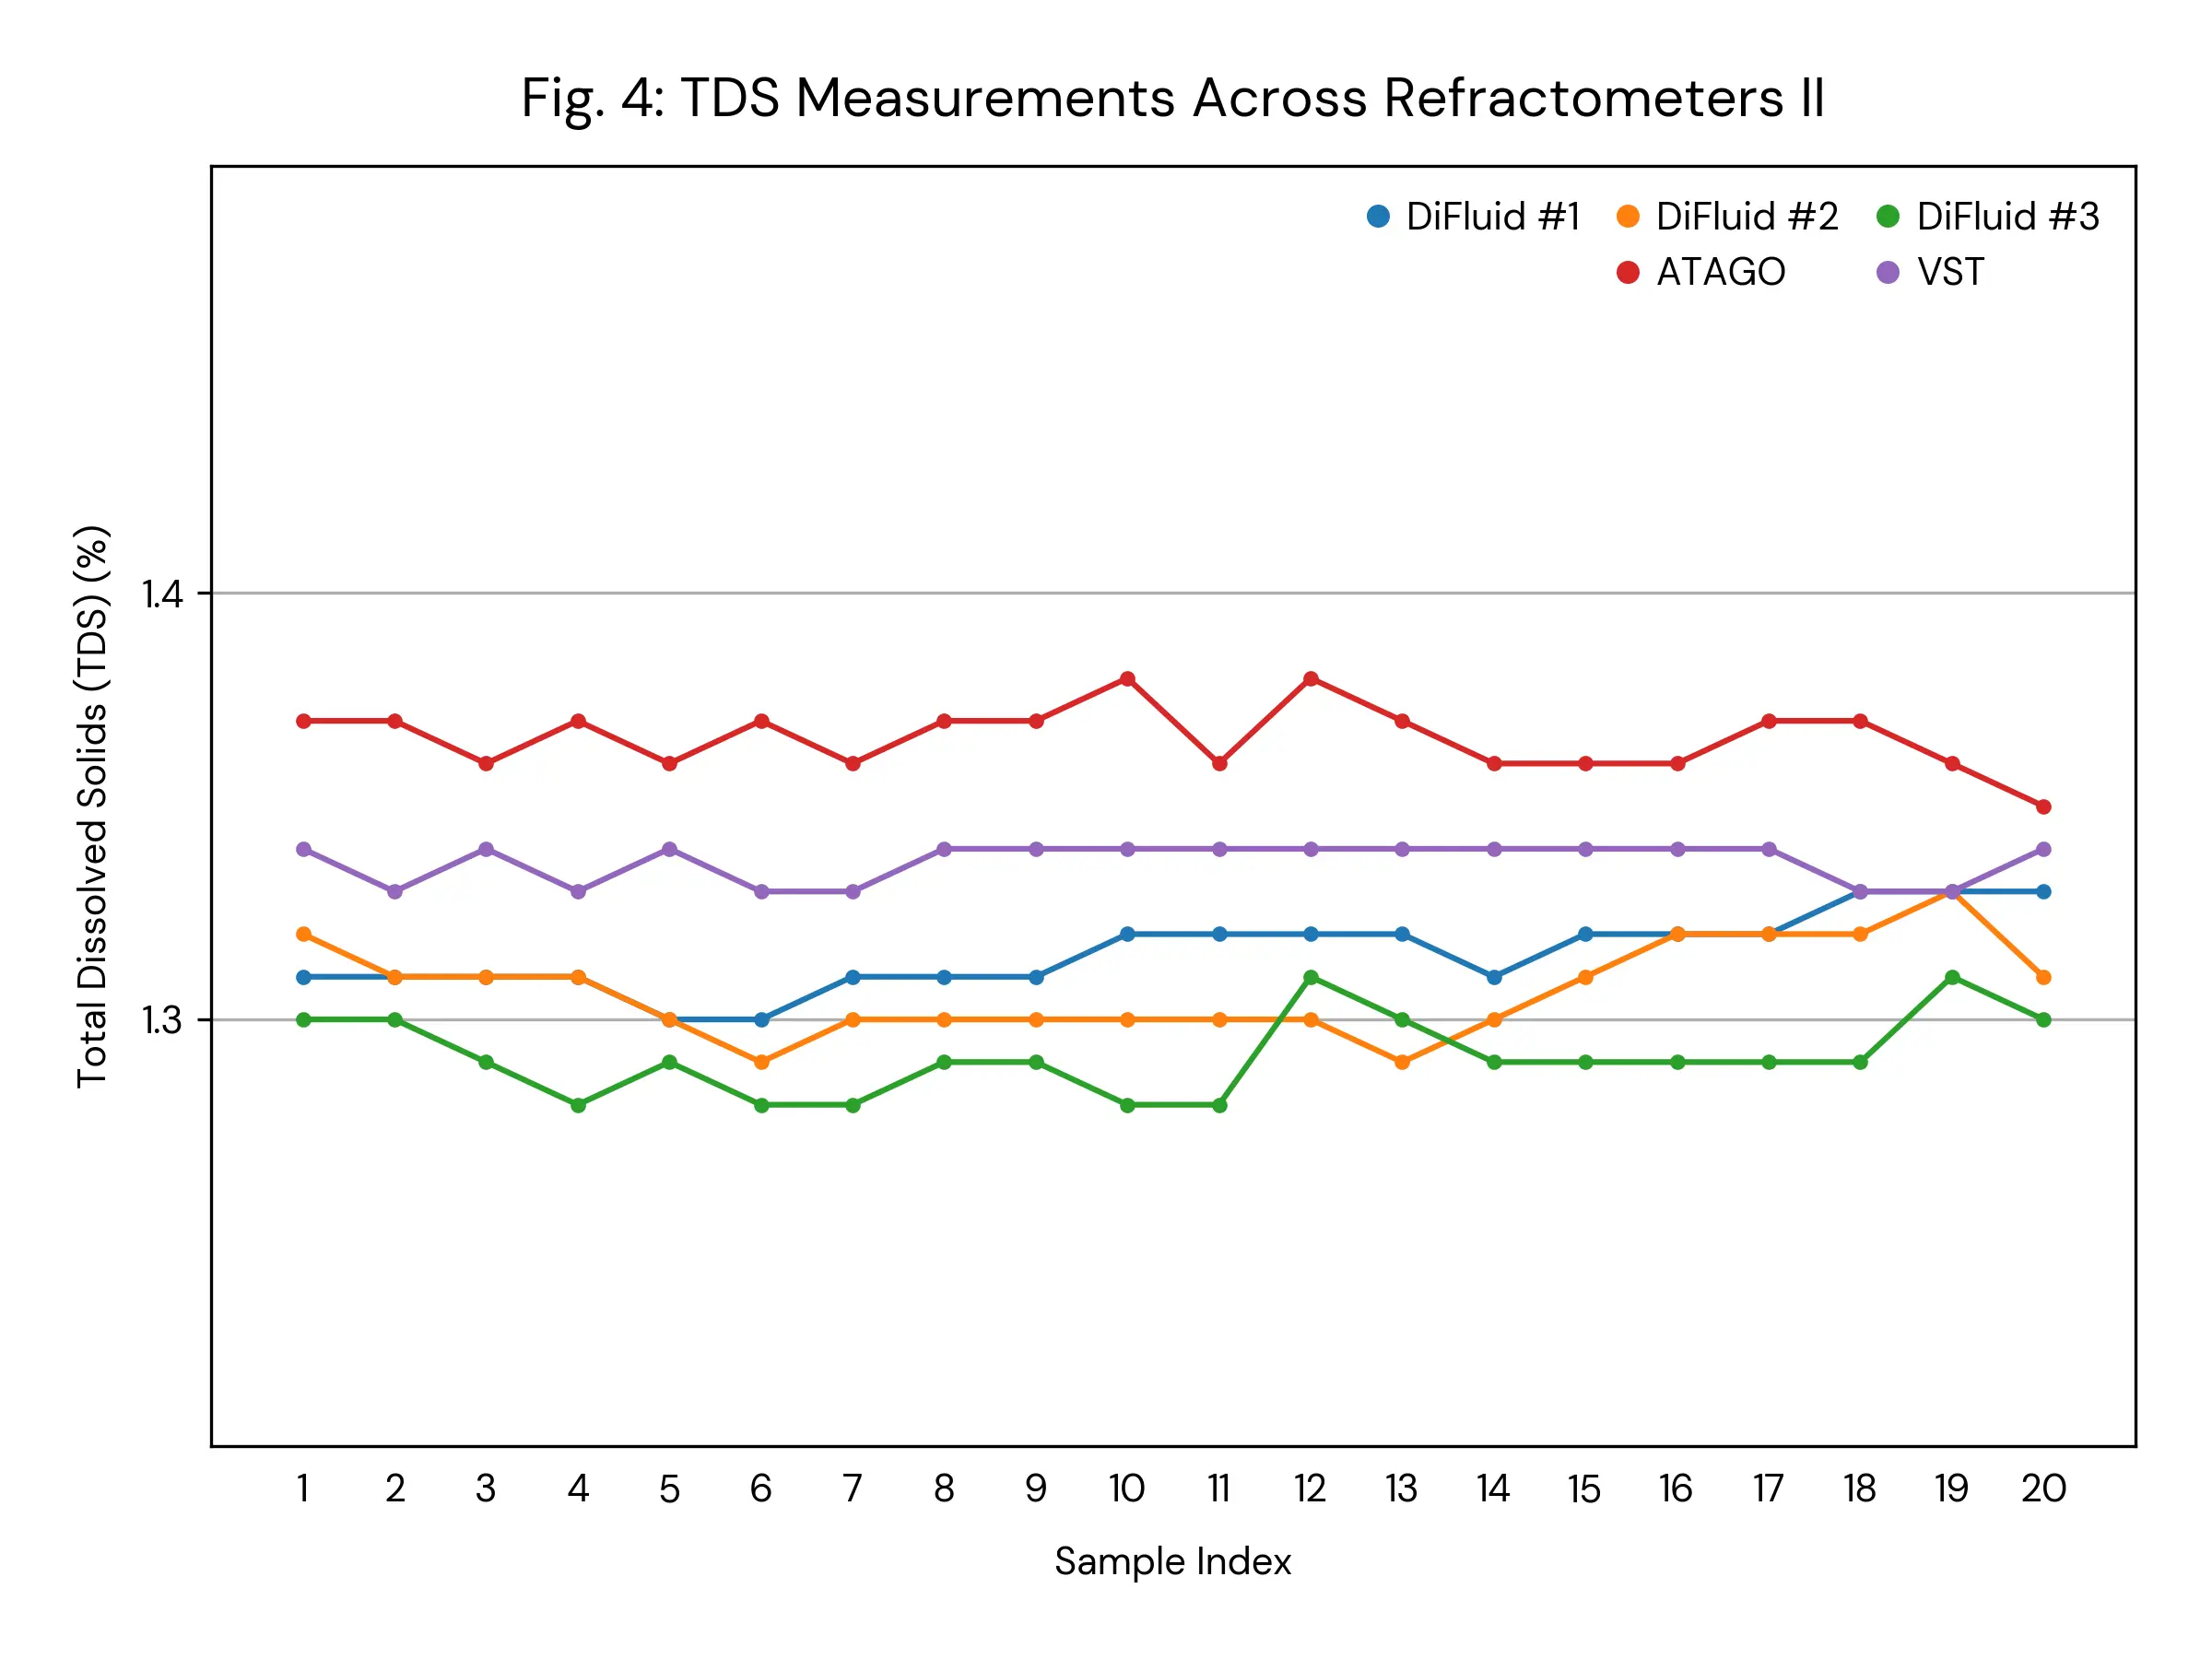 Fig. 4: TDS Measurements Across Refractometers II
DiFluid #1 DiFluid #2 DiFluid #3
ATAGO VST
Total Dissolved Solids (TDS) (%)
1.4
1.3
1 2 3 4 5 6 7 8 9 10 11 12 13 14 15 16 17 18 19 20
Sample Index